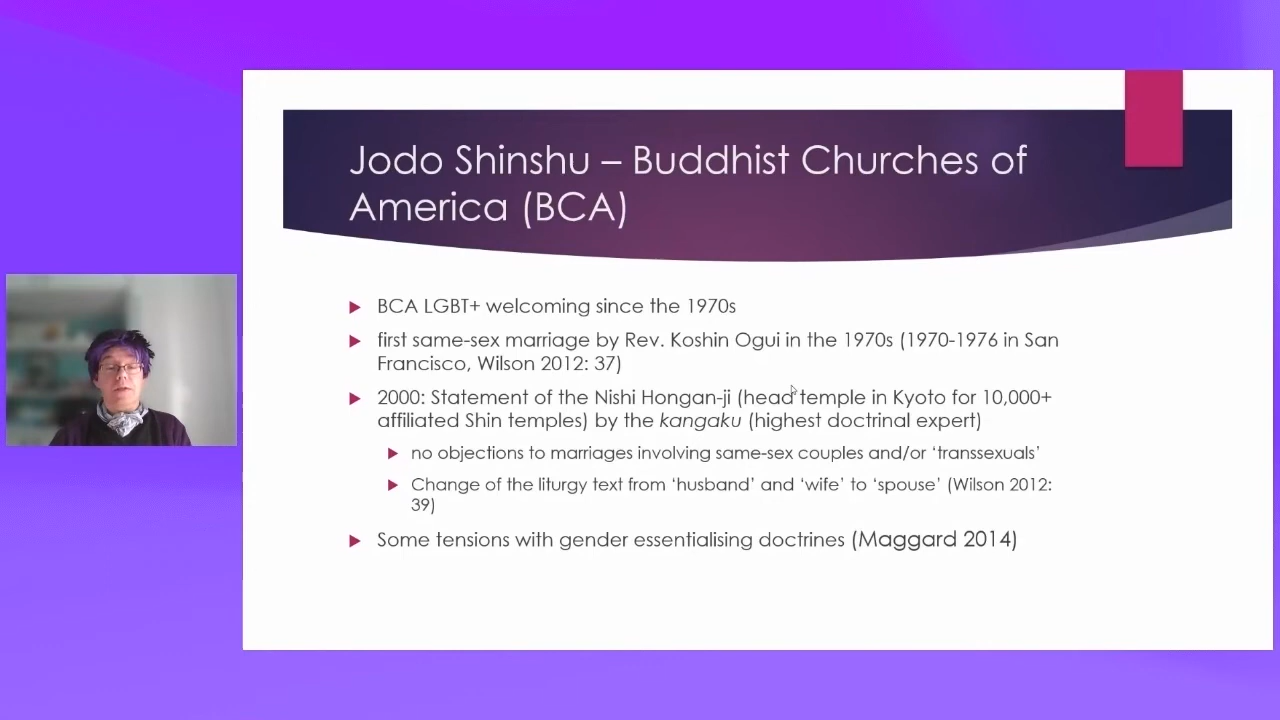 Jodo Shinshu – Buddhist Churches of
America (BCA)
BCA LGBT+ welcoming since the 1970s
first same-sex marriage by Rev. Koshin Ogui in the 1970s (1970-1976 in San
Francisco, Wilson 2012: 37)
2000: Statement of the Nishi Hongan-ji (head temple in Kyoto for 10,000+
affiliated Shin temples) by the kangaku (highest doctrinal expert)
no objections to marriages involving same-sex couples and/or ‘transsexuals’
Change of the liturgy text from ‘husband’ and ‘wife’ to ‘spouse’ (Wilson 2012:
39)
Some tensions with gender essentialising doctrines (Maggard 2014)